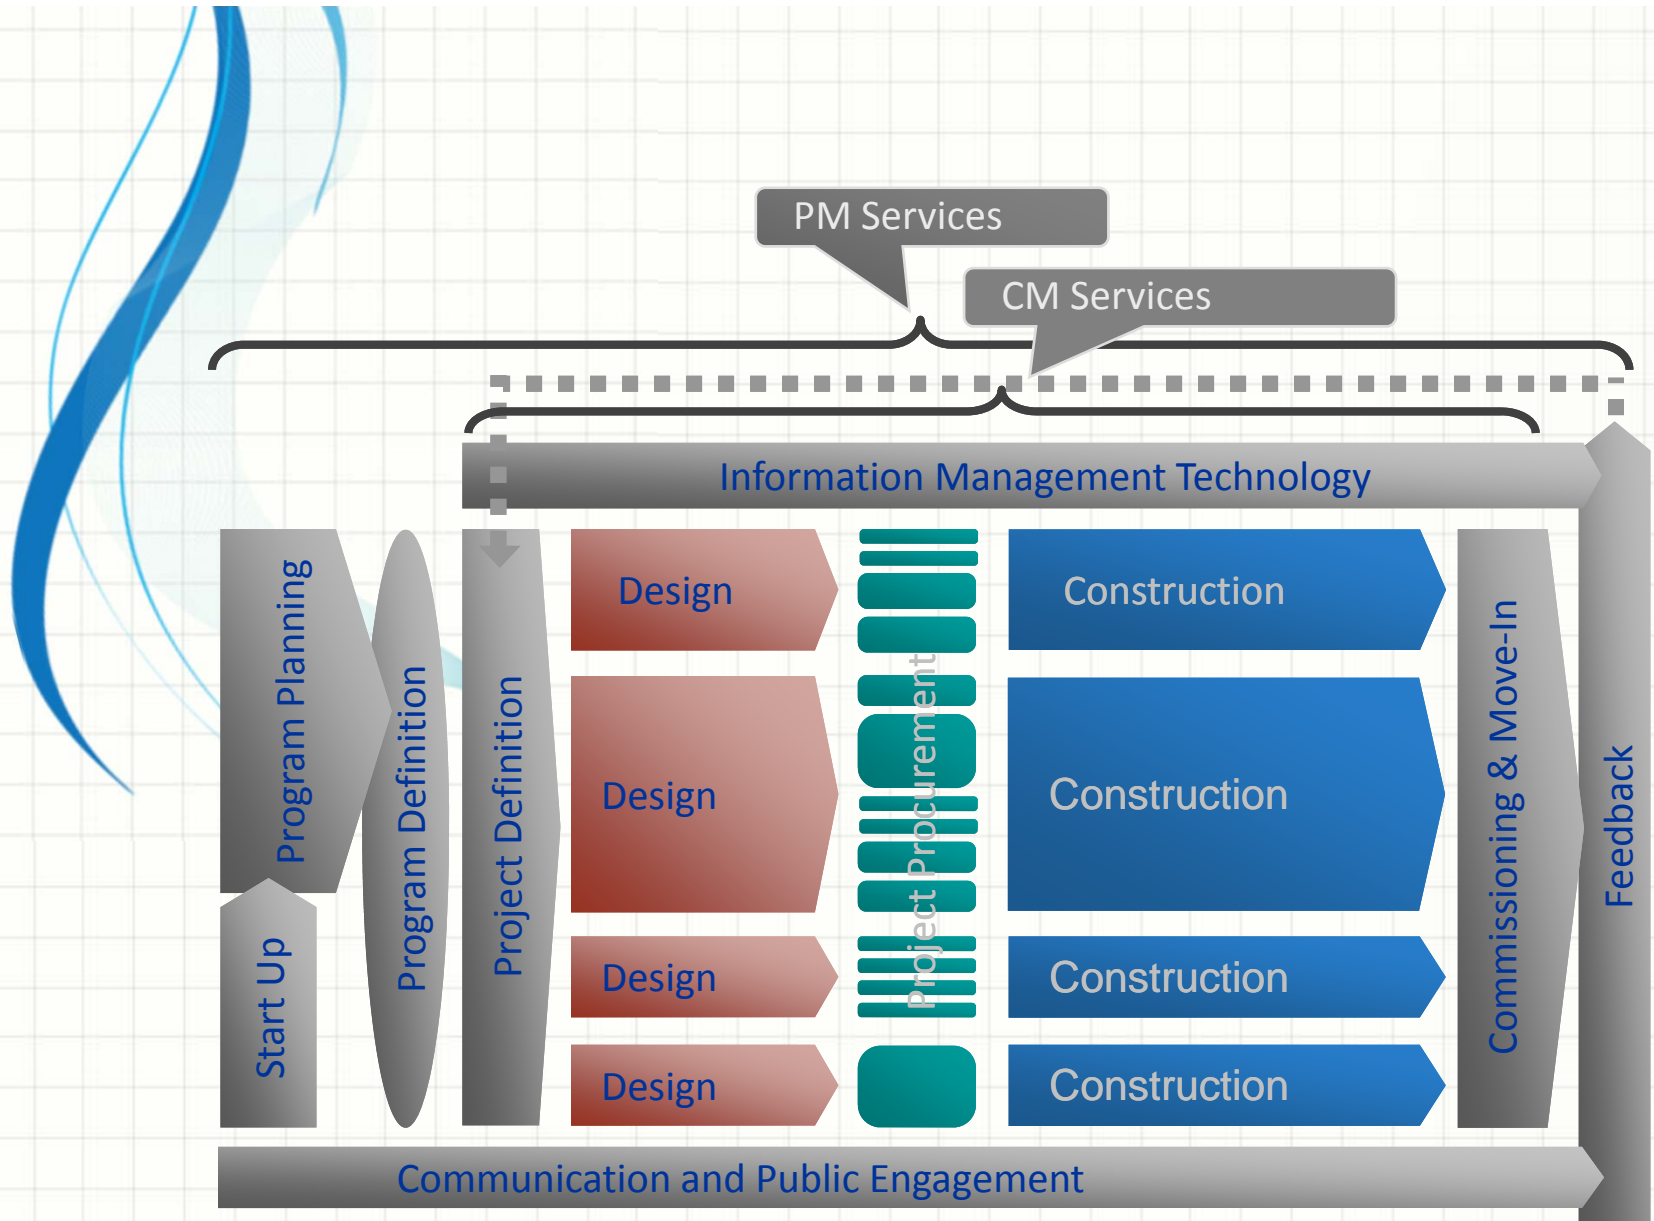 PM Services
CM Services
Information Management Technology
Program Planning
Start Up
Program Definition
Project Definition
Design
Design
Design
Design
Project Procurement
Construction
Construction
Construction
Construction
Commissioning & Move-In
Feedback
Communication and Public Engagement